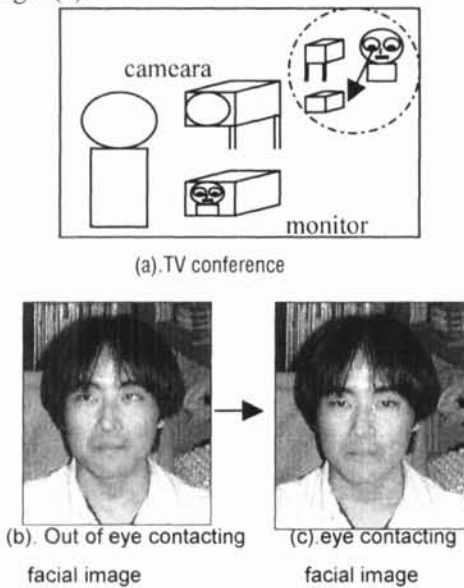 cameara
monitor
(a).TV conference
(b). Out of eye contacting
facial image
(c).eye contacting
facial image